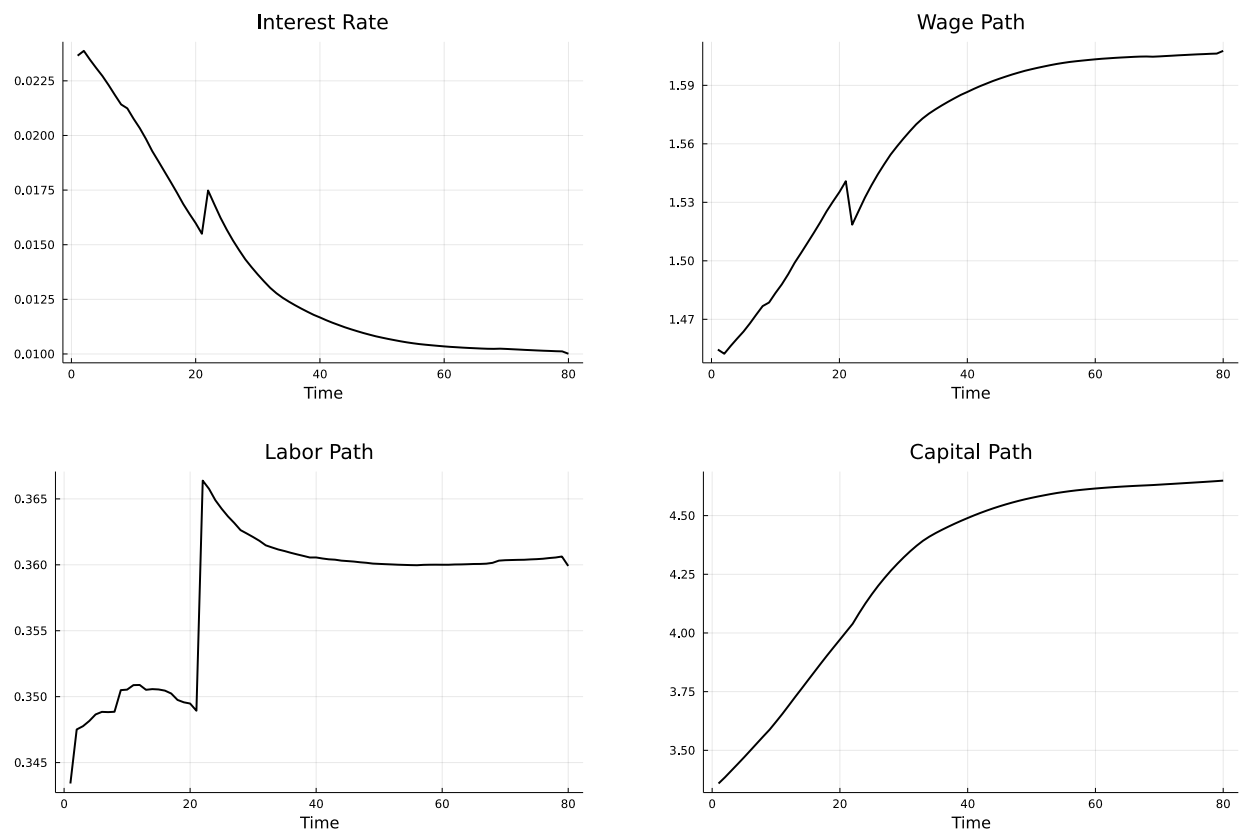 Interest Rate
0.0225
0.0200
0.0175
0.0150
0.0125
0.0100
0 20 40 60 80
Time
Wage Path
1.59
1.56
1.53
1.50
1.47
0 20 40 60 80
Time
Labor Path
0.365
0.360
0.355
0.350
0.345
0 20 40 60 80
Time
Capital Path
4.50
4.25
4.00
3.75
3.50
0 20 40 60 80
Time